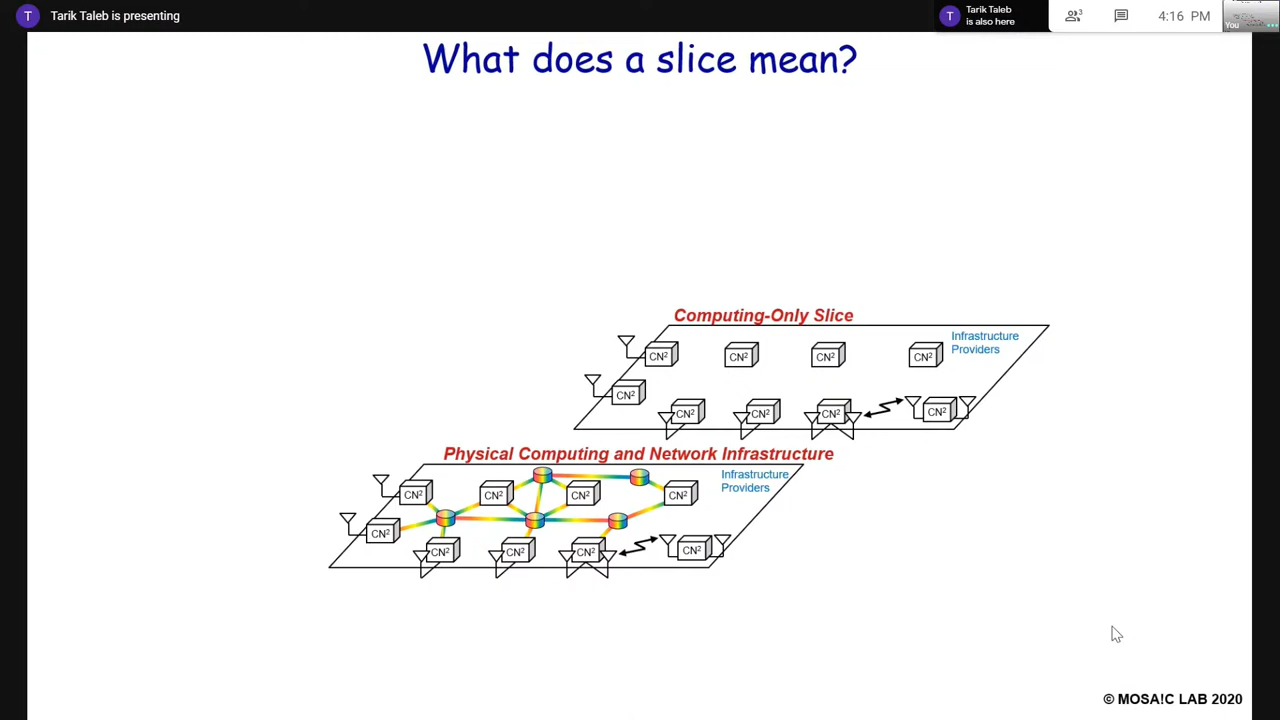 T Tarik Taleb is presenting
T Tarik Taleb
is also here
3
4:16 PM
You
What does a slice mean?
Computing-Only Slice
Infrastructure
Providers
CN² CN² CN² CN²
CN²
CN² CN² CN² CN²
Physical Computing and Network Infrastructure
Infrastructure
Providers
CN² CN² CN² CN²
CN²
CN² CN² CN² CN²
© MOSA!C LAB 2020